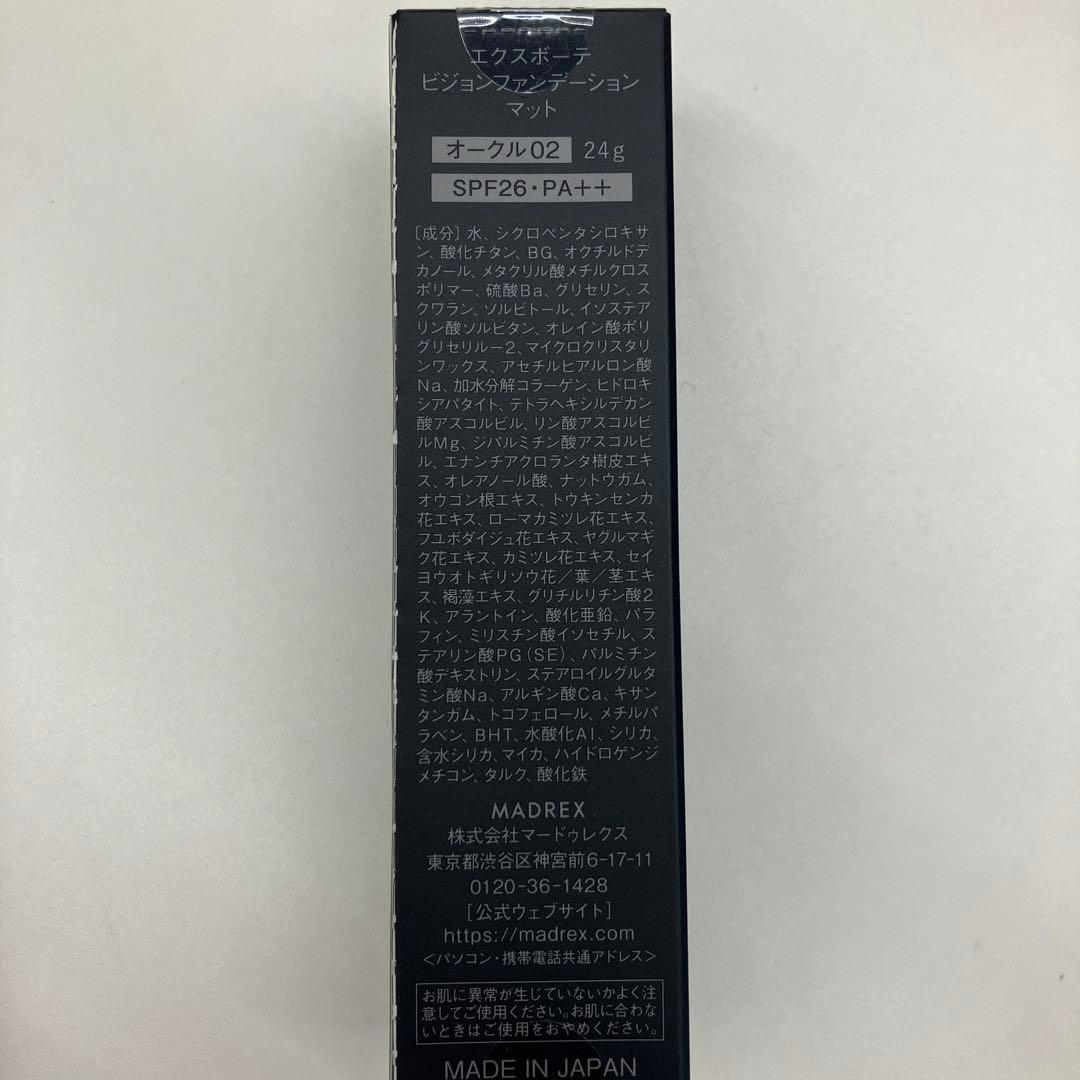 エクスボーテ
ビジョンファンデーション
マット
オークル02 24g
SPF26・PA++
〔成分〕水、シクロペンタシロキサ
ン、酸化チタン、BG、オクチルドデ
カノール、メタクリル酸メチルクロス
ポリマー、硫酸Ba、グリセリン、ス
クワラン、ソルビトール、イソステア
リン酸ソルビタン、オレイン酸ポリ
グリセリル-2、マイクロクリスタリ
ンワックス、アセチルヒアルロン酸
Na、加水分解コラーゲン、ヒドロキ
シアパタイト、テトラヘキシルデカン
酸アスコルビル、リン酸アスコルビ
ルMg、ジパルミチン酸アスコルビ
ル、エナンチアクロランタ樹皮エキ
ス、オレアノール酸、ナットウガム、
オウゴン根エキス、トウキンセンカ
花エキス、ローマカミツレ花エキス、
フユボダイジュ花エキス、ヤグルマギ
ク花エキス、カミツレ花エキス、セイ
ヨウオトギリソウ花／葉／茎エキ
ス、褐藻エキス、グリチルリチン酸2
K、アラントイン、酸化亜鉛、パラ
フィン、ミリスチン酸イソセチル、ス
テアリン酸PG（SE）、パルミチン
酸デキストリン、ステアロイルグルタ
ミン酸Na、アルギン酸Ca、キサン
タンガム、トコフェロール、メチルパ
ラベン、BHT、水酸化Al、シリカ、
含水シリカ、マイカ、ハイドロゲンジ
メチコン、タルク、酸化鉄
MADREX
株式会社マードゥレクス
東京都渋谷区神宮前6-17-11
0120-36-1428
［公式ウェブサイト］
https://madrex.com
＜パソコン・携帯電話共通アドレス＞
お肌に異常が生じていないかよく注
意してご使用ください。お肌に合わな
いときはご使用をおやめください。
MADE IN JAPAN